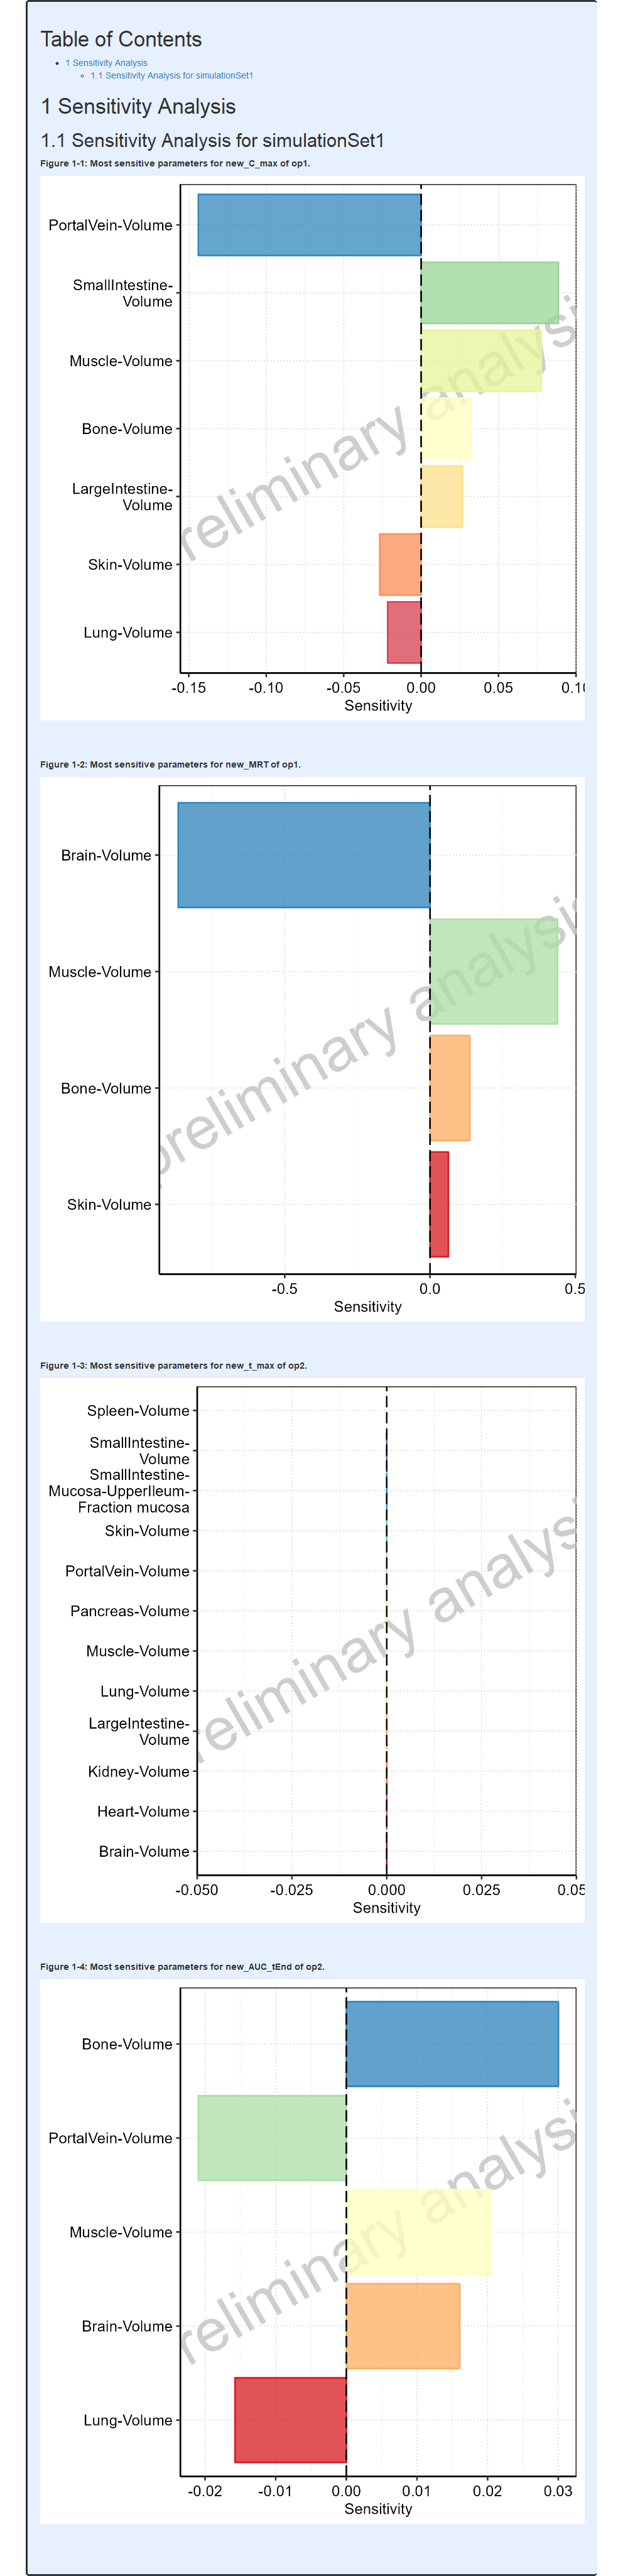 Table of Contents
1 Sensitivity Analysis
1.1 Sensitivity Analysis for simulationSet1
1 Sensitivity Analysis
1.1 Sensitivity Analysis for simulationSet1
Figure 1-1: Most sensitive parameters for new_C_max of op1.
PortalVein-Volume
SmallIntestine-
Volume
Muscle-Volume
Bone-Volume
LargeIntestine-
Volume
Skin-Volume
Lung-Volume
reliminary analysi
-0.15 -0.10 -0.05 0.00 0.05 0.10
Sensitivity
Figure 1-2: Most sensitive parameters for new_MRT of op1.
Brain-Volume
Muscle-Volume
Bone-Volume
Skin-Volume
preliminary analysi
-0.5 0.0 0.5
Sensitivity
Figure 1-3: Most sensitive parameters for new_t_max of op2.
Spleen-Volume
SmallIntestine-
Volume
SmallIntestine-
Mucosa-UpperIleum-
Fraction mucosa
Skin-Volume
PortalVein-Volume
Pancreas-Volume
Muscle-Volume
Lung-Volume
LargeIntestine-
Volume
Kidney-Volume
Heart-Volume
Brain-Volume
reliminary analys
-0.050 -0.025 0.000 0.025 0.05
Sensitivity
Figure 1-4: Most sensitive parameters for new_AUC_tEnd of op2.
Bone-Volume
PortalVein-Volume
Muscle-Volume
Brain-Volume
Lung-Volume
reliminary analysi
-0.02 -0.01 0.00 0.01 0.02 0.03
Sensitivity